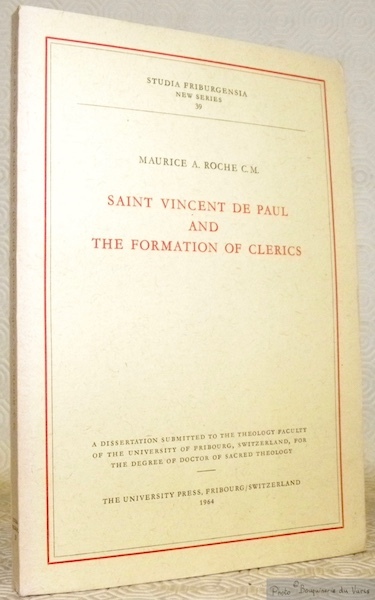 STUDIA FRIBURGENSIA
NEW SERIES
39
MAURICE A. ROCHE C.M.
SAINT VINCENT DE PAUL
AND
THE FORMATION OF CLERICS
A DISSERTATION SUBMITTED TO THE THEOLOGY FACULTY
OF THE UNIVERSITY OF FRIBOURG, SWITZERLAND, FOR
THE DEGREE OF DOCTOR OF SACRED THEOLOGY
THE UNIVERSITY PRESS, FRIBOURG/SWITZERLAND
1964
Photo © Bouquinerie du Varis